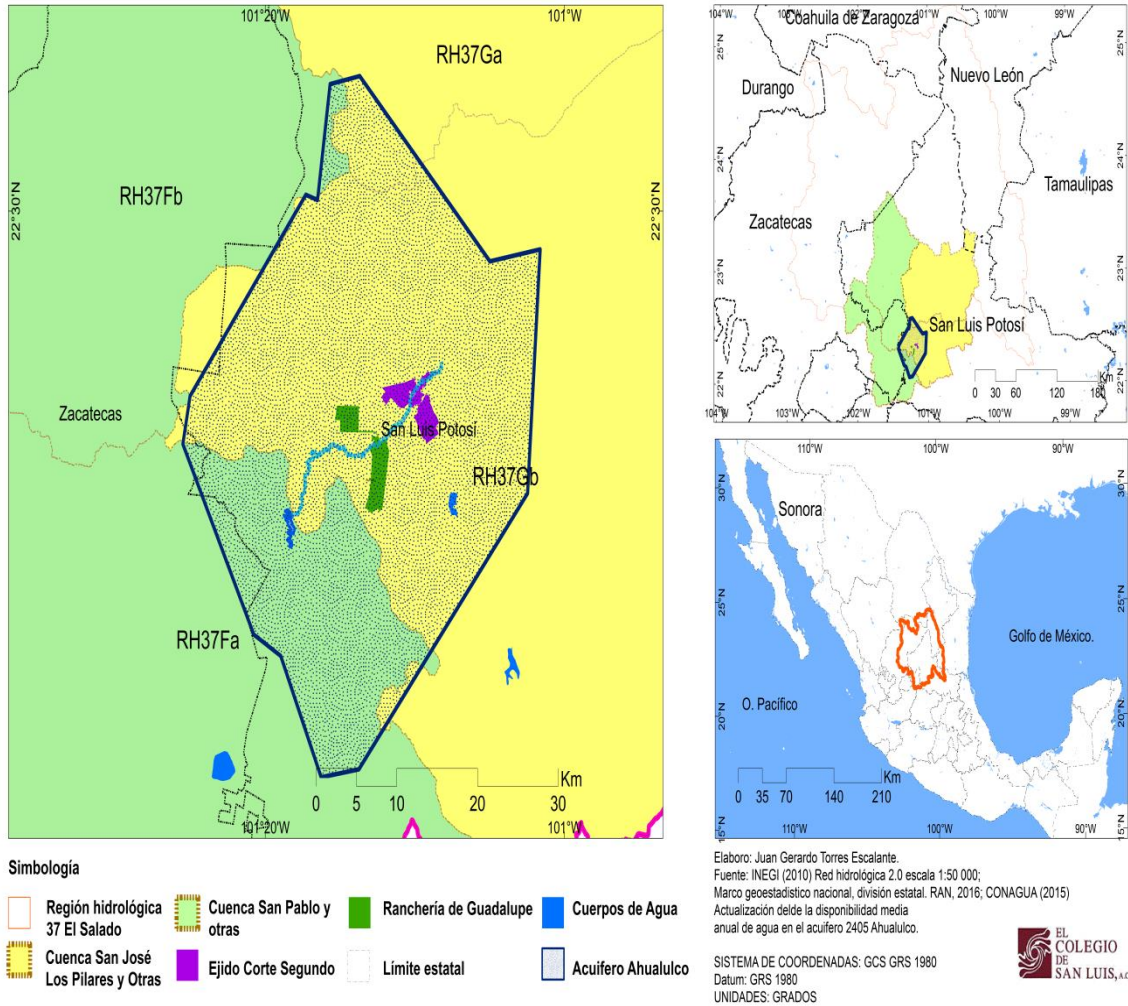 101°20'W
101°W
RH37Ga
RH37Fb
22°30'N
22°30'N
Zacatecas
San Luis Potosí
RH37Gb
RH37Fa
Km
0 5 10 20 30
101°20'W
101°W
104°W
103°W
102°W
101°W
100°W
99°W
Coahuila de Zaragoza
25°N
25°N
Nuevo León
Durango
24°N
24°N
Tamaulipas
Zacatecas
23°N
23°N
San Luis Potosí
22°N
22°N
Km
0 30 60 120 180
104°W
103°W
102°W
101°W
100°W
99°W
110°W
100°W
90°W
30°N
30°N
Sonora
25°N
25°N
Golfo de México.
O. Pacífico
20°N
20°N
Km
0 35 70 140 210
15°N
15°N
110°W
100°W
90°W
Simbología
Región hidrológica
37 El Salado
Cuenca San Pablo y
otras
Ranchería de Guadalupe
Cuerpos de Agua
Cuenca San José
Los Pilares y Otras
Ejido Corte Segundo
Límite estatal
Acuifero Ahualulco
Elaboro: Juan Gerardo Torres Escalante.
Fuente: INEGI (2010) Red hidrológica 2.0 escala 1:50 000;
Marco geoestadistico nacional, división estatal. RAN, 2016; CONAGUA (2015)
Actualización delde la disponibilidad media
anual de agua en el acuifero 2405 Ahualulco.
SISTEMA DE COORDENADAS: GCS GRS 1980
Datum: GRS 1980
UNIDADES: GRADOS
EL
COLEGIO
DE
SAN LUIS, A.C.